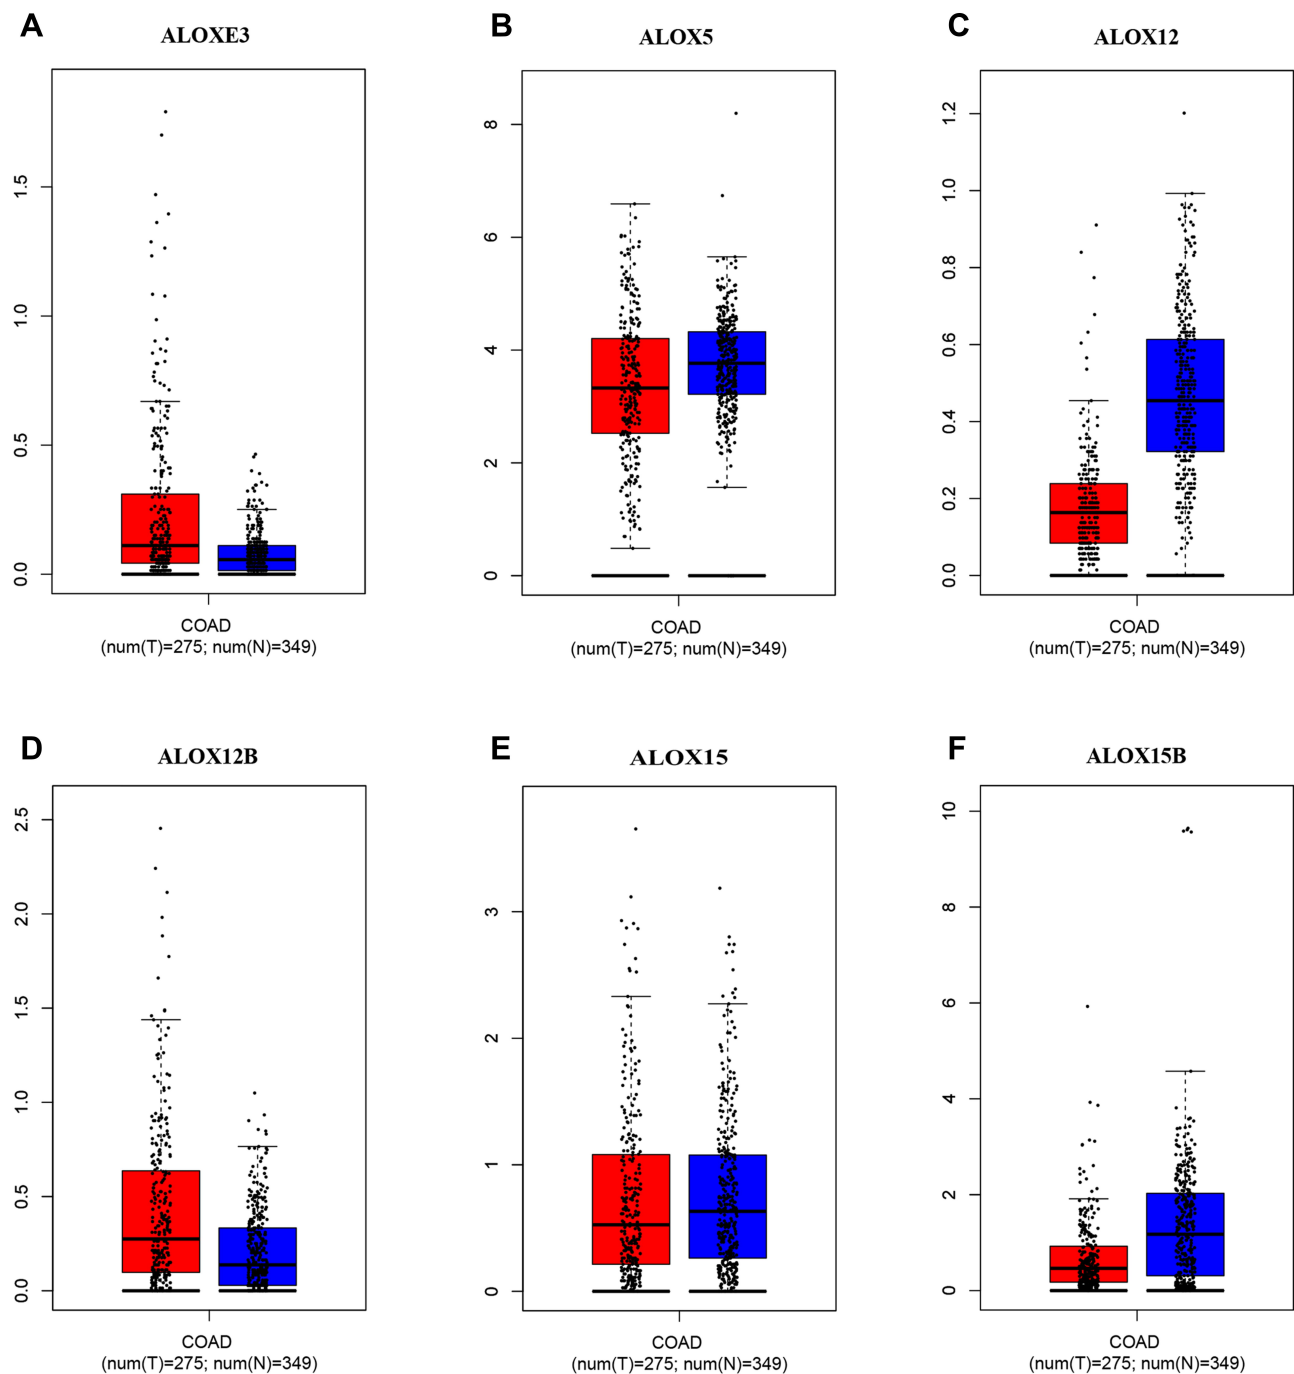 A
ALOXE3
0.0
0.5
1.0
1.5
COAD
(num(T)=275; num(N)=349)
B
ALOX5
0
2
4
6
8
COAD
(num(T)=275; num(N)=349)
C
ALOX12
0.0
0.2
0.4
0.6
0.8
1.0
1.2
COAD
(num(T)=275; num(N)=349)
D
ALOX12B
0.0
0.5
1.0
1.5
2.0
2.5
COAD
(num(T)=275; num(N)=349)
E
ALOX15
0
1
2
3
COAD
(num(T)=275; num(N)=349)
F
ALOX15B
0
2
4
6
8
10
COAD
(num(T)=275; num(N)=349)